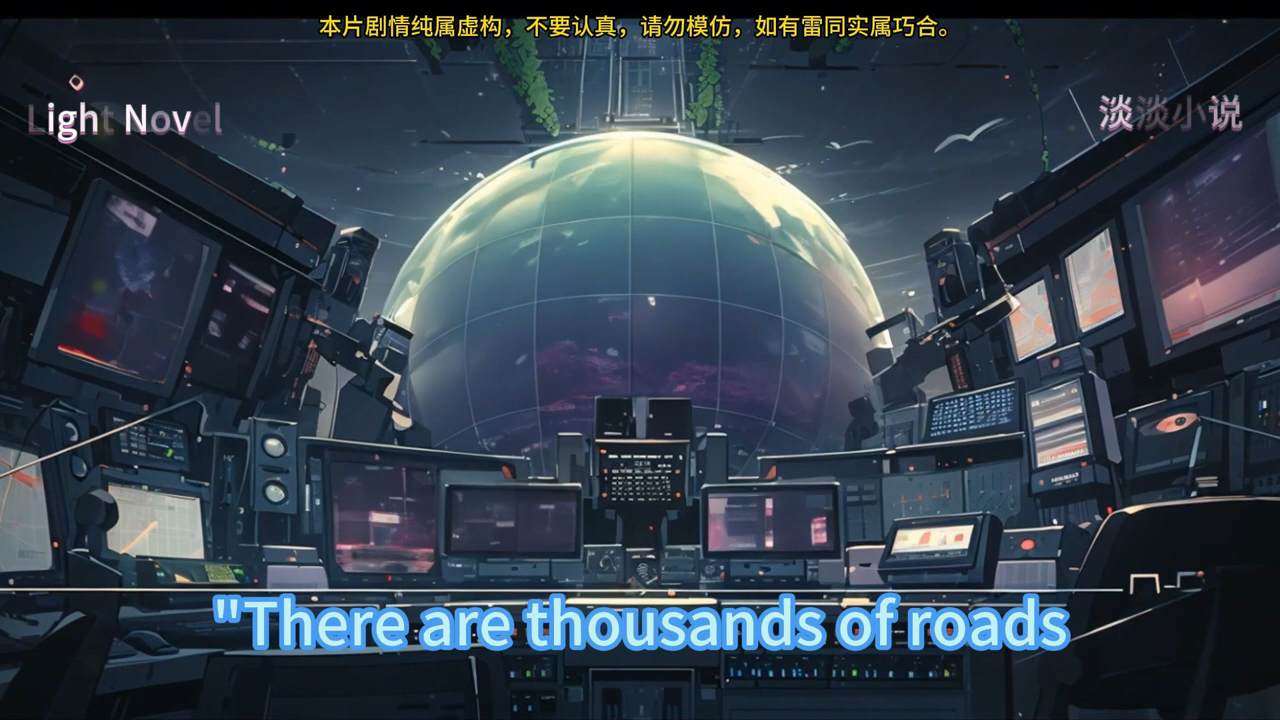 本片剧情纯属虚构，不要认真，请勿模仿，如有雷同实属巧合。
Light Novel
淡淡小说
"There are thousands of roads